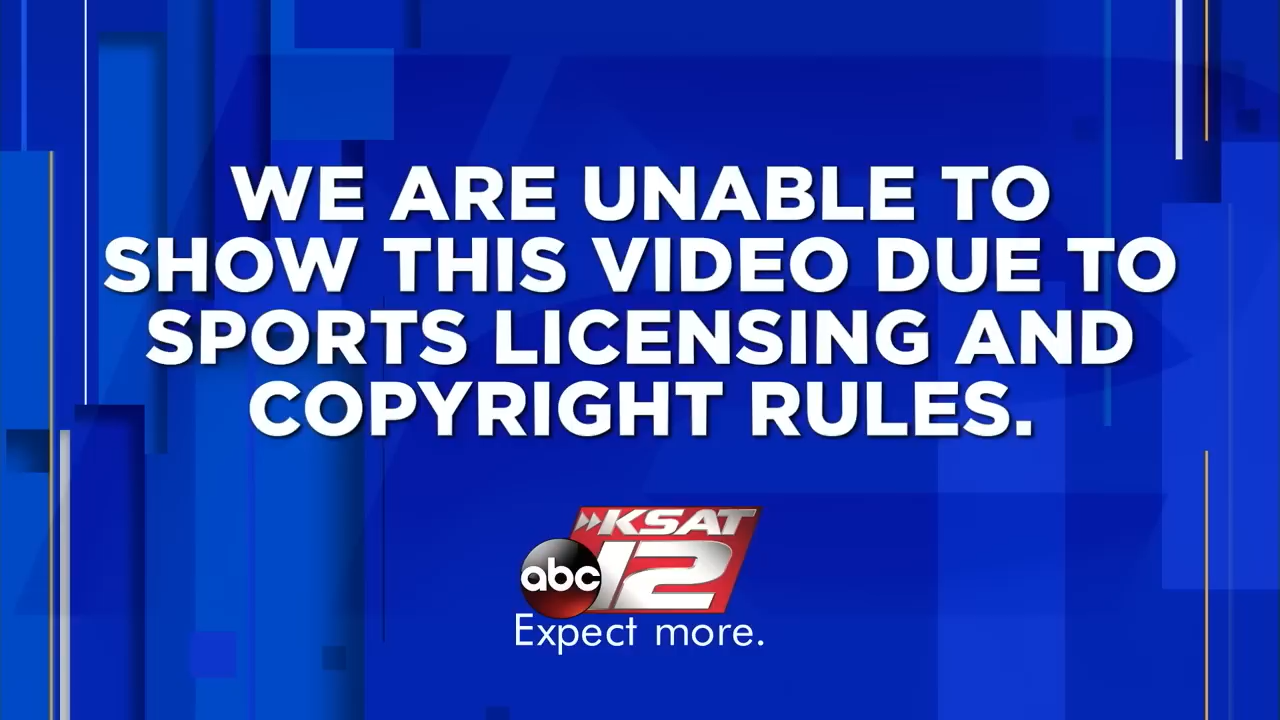 WE ARE UNABLE TO
SHOW THIS VIDEO DUE TO
SPORTS LICENSING AND
COPYRIGHT RULES.
KSAT
abc 12
Expect more.